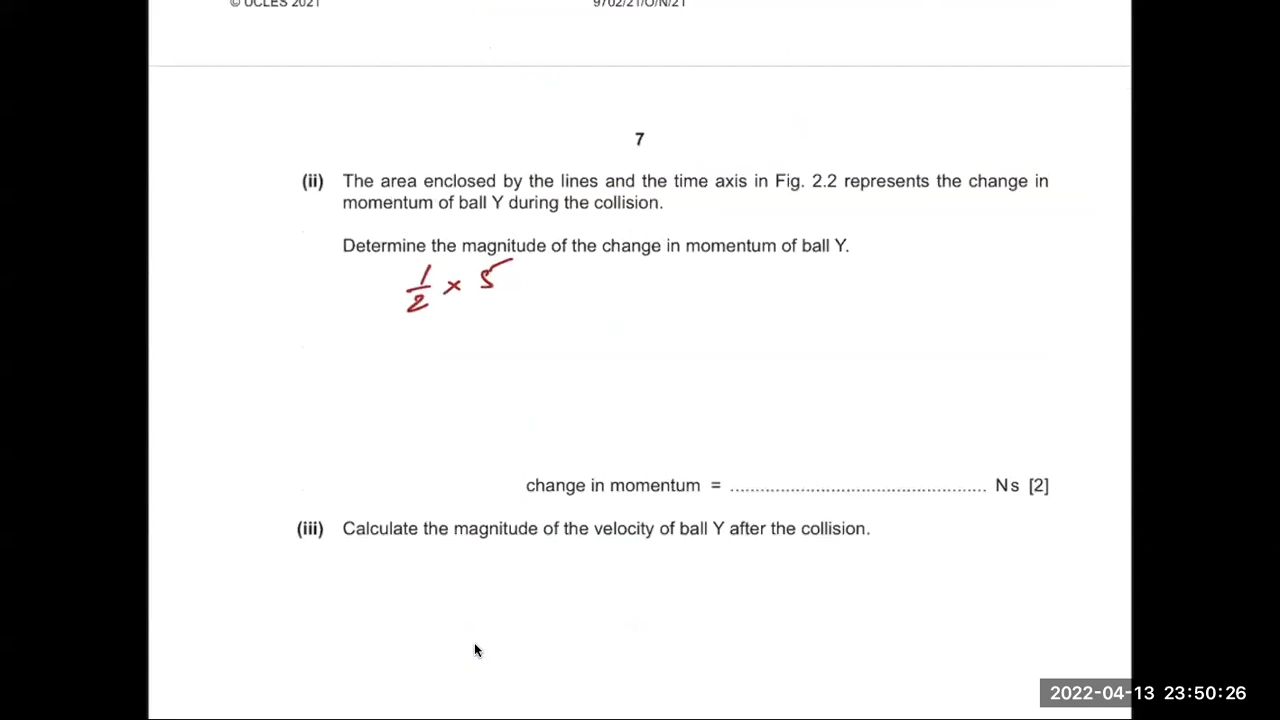 © UCLES 2021 9702/21/O/N/21
7
(ii) The area enclosed by the lines and the time axis in Fig. 2.2 represents the change in
momentum of ball Y during the collision.
Determine the magnitude of the change in momentum of ball Y.
1/2 × 5
change in momentum = ................................................. N s [2]
(iii) Calculate the magnitude of the velocity of ball Y after the collision.
2022-04-13 23:50:26